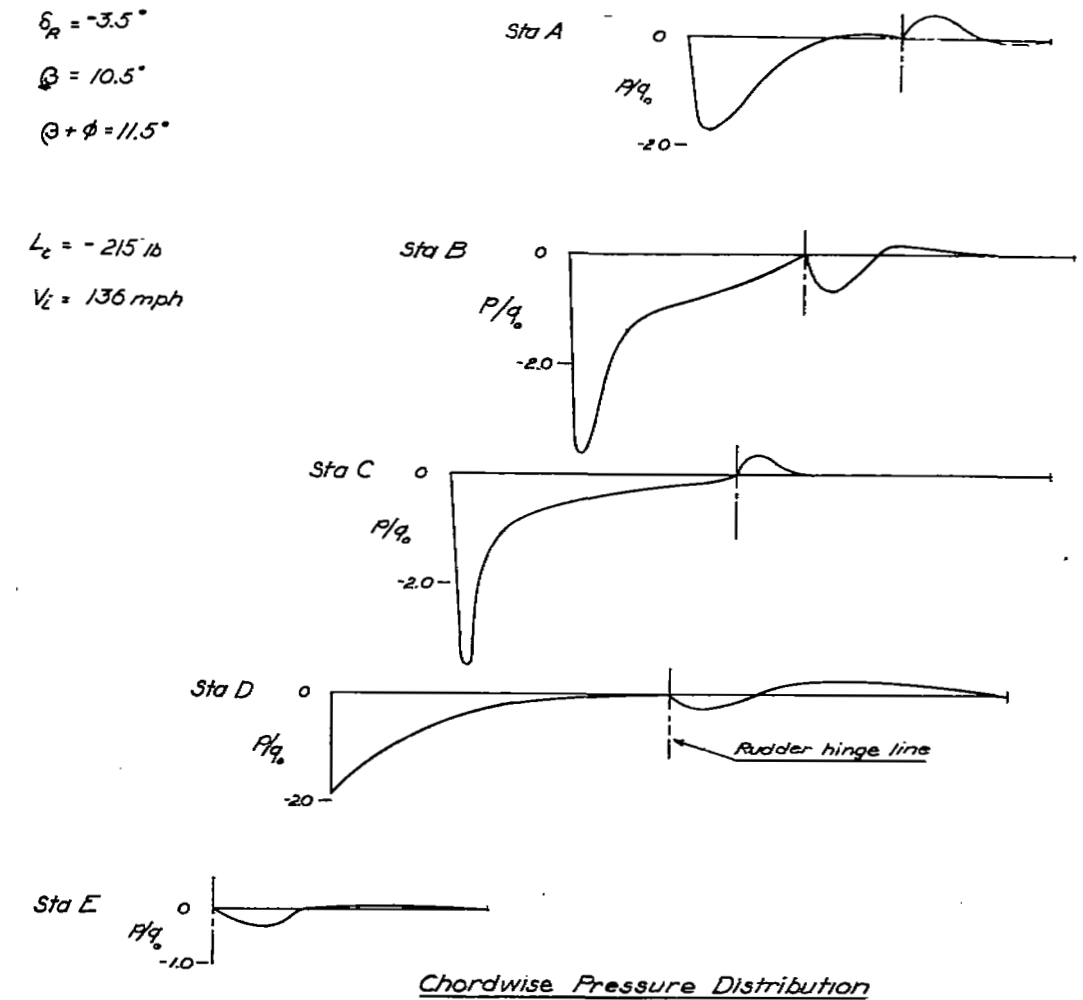 δR = -3.5°
β = 10.5°
β + φ = 11.5°
Lt = - 215 lb
Vi = 136 mph
Sta A
0
P/q₀
-2.0
Sta B
0
P/q₀
-2.0
Sta C
0
P/q₀
-2.0
Sta D
0
P/q₀
-2.0
Rudder hinge line
Sta E
0
P/q₀
-1.0
Chordwise Pressure Distribution